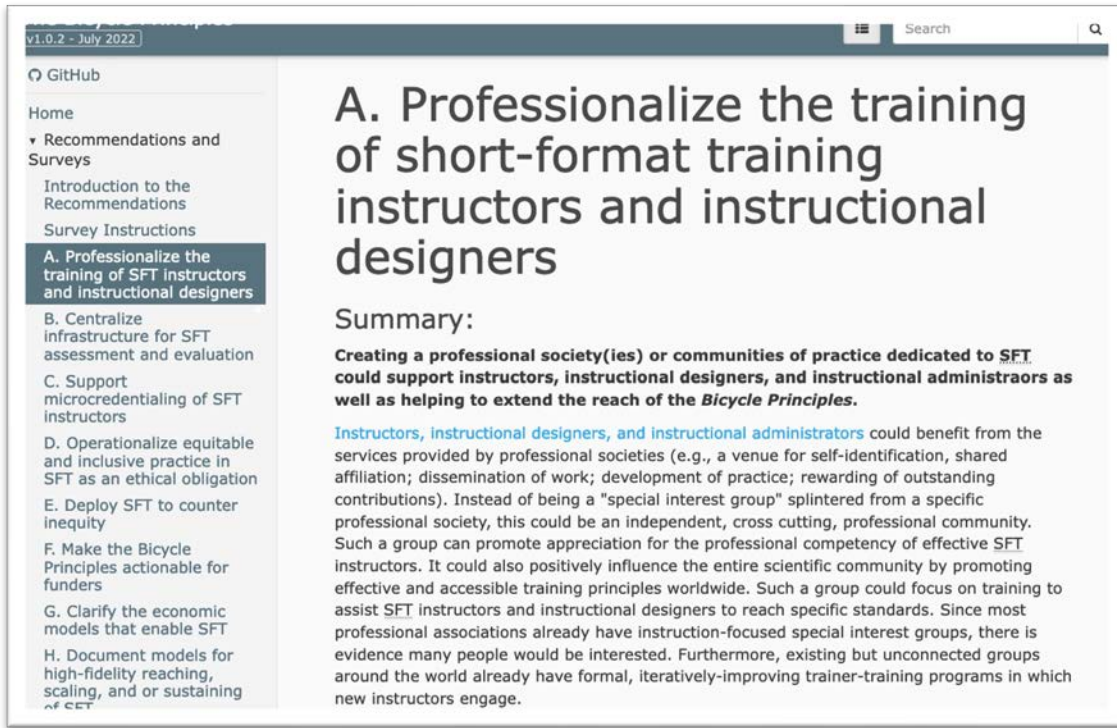 The Bicycle Principles
v1.0.2 - July 2022
Search
GitHub
Home
▾ Recommendations and
Surveys
Introduction to the
Recommendations
Survey Instructions
A. Professionalize the
training of SFT instructors
and instructional designers
B. Centralize
infrastructure for SFT
assessment and evaluation
C. Support
microcredentialing of SFT
instructors
D. Operationalize equitable
and inclusive practice in
SFT as an ethical obligation
E. Deploy SFT to counter
inequity
F. Make the Bicycle
Principles actionable for
funders
G. Clarify the economic
models that enable SFT
H. Document models for
high-fidelity reaching,
scaling, and or sustaining
of SFT
A. Professionalize the training
of short-format training
instructors and instructional
designers
Summary:
Creating a professional society(ies) or communities of practice dedicated to SFT
could support instructors, instructional designers, and instructional administraors as
well as helping to extend the reach of the Bicycle Principles.
Instructors, instructional designers, and instructional administrators could benefit from the
services provided by professional societies (e.g., a venue for self-identification, shared
affiliation; dissemination of work; development of practice; rewarding of outstanding
contributions). Instead of being a "special interest group" splintered from a specific
professional society, this could be an independent, cross cutting, professional community.
Such a group can promote appreciation for the professional competency of effective SFT
instructors. It could also positively influence the entire scientific community by promoting
effective and accessible training principles worldwide. Such a group could focus on training to
assist SFT instructors and instructional designers to reach specific standards. Since most
professional associations already have instruction-focused special interest groups, there is
evidence many people would be interested. Furthermore, existing but unconnected groups
around the world already have formal, iteratively-improving trainer-training programs in which
new instructors engage.